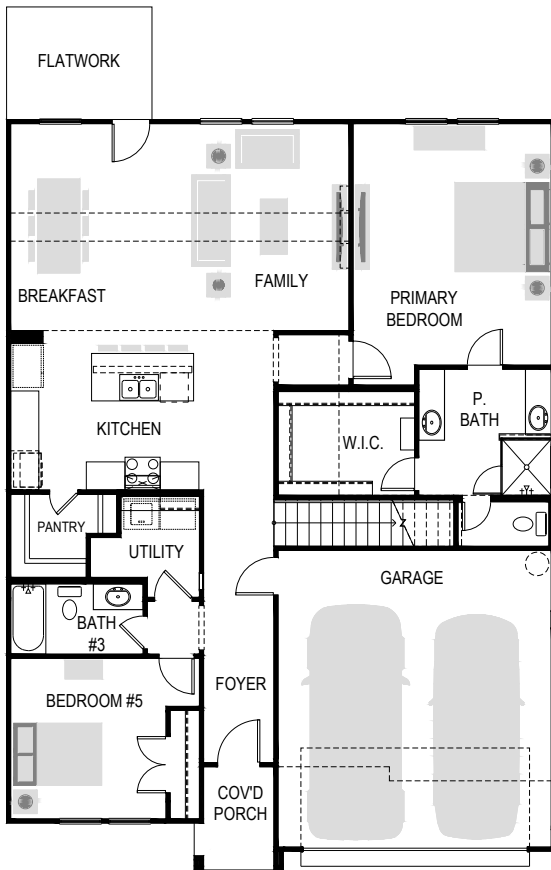 FLATWORK
BREAKFAST
FAMILY
PRIMARY
BEDROOM
KITCHEN
W.I.C.
P.
BATH
PANTRY
UTILITY
GARAGE
BATH
#3
BEDROOM #5
FOYER
COV'D
PORCH